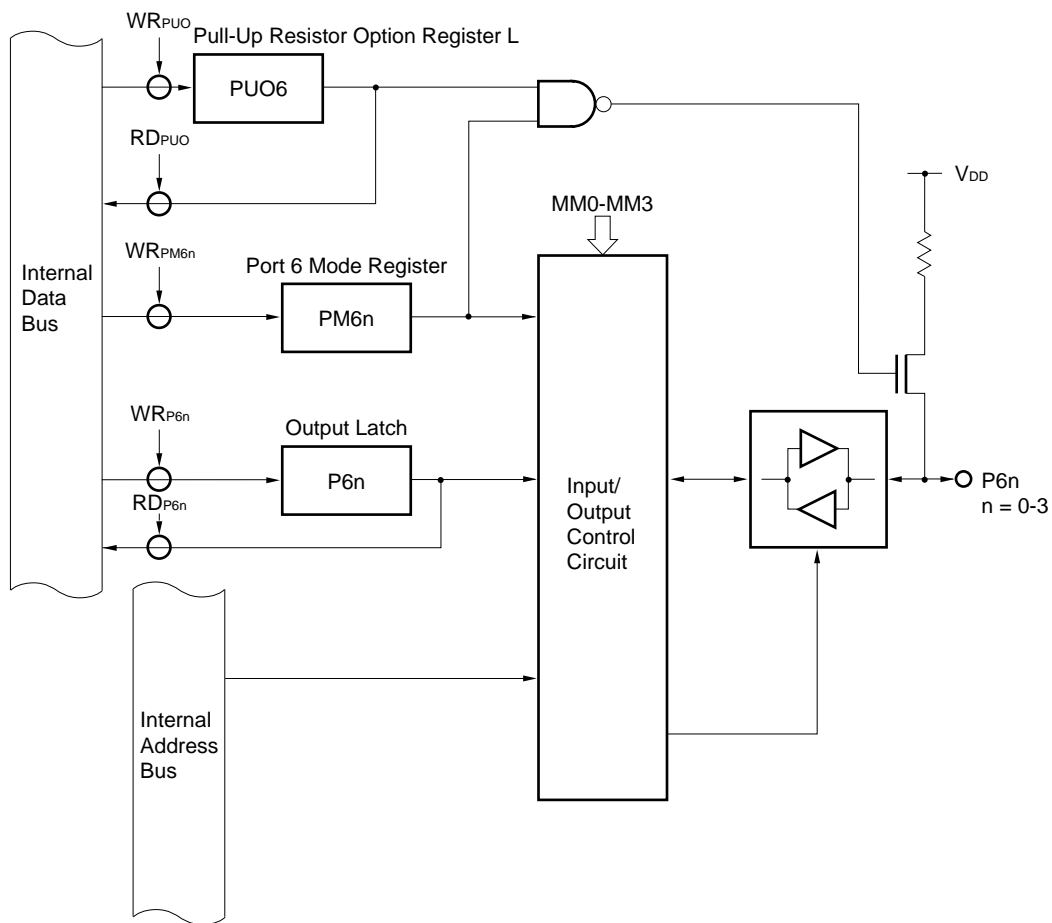 WRPUO
Pull-Up Resistor Option Register L
PUO6
RDPUO
VDD
MM0-MM3
WRPM6n
Port 6 Mode Register
Internal
Data
Bus
PM6n
WRP6n
Output Latch
P6n
RDP6n
Input/
Output
Control
Circuit
P6n
n = 0-3
Internal
Address
Bus